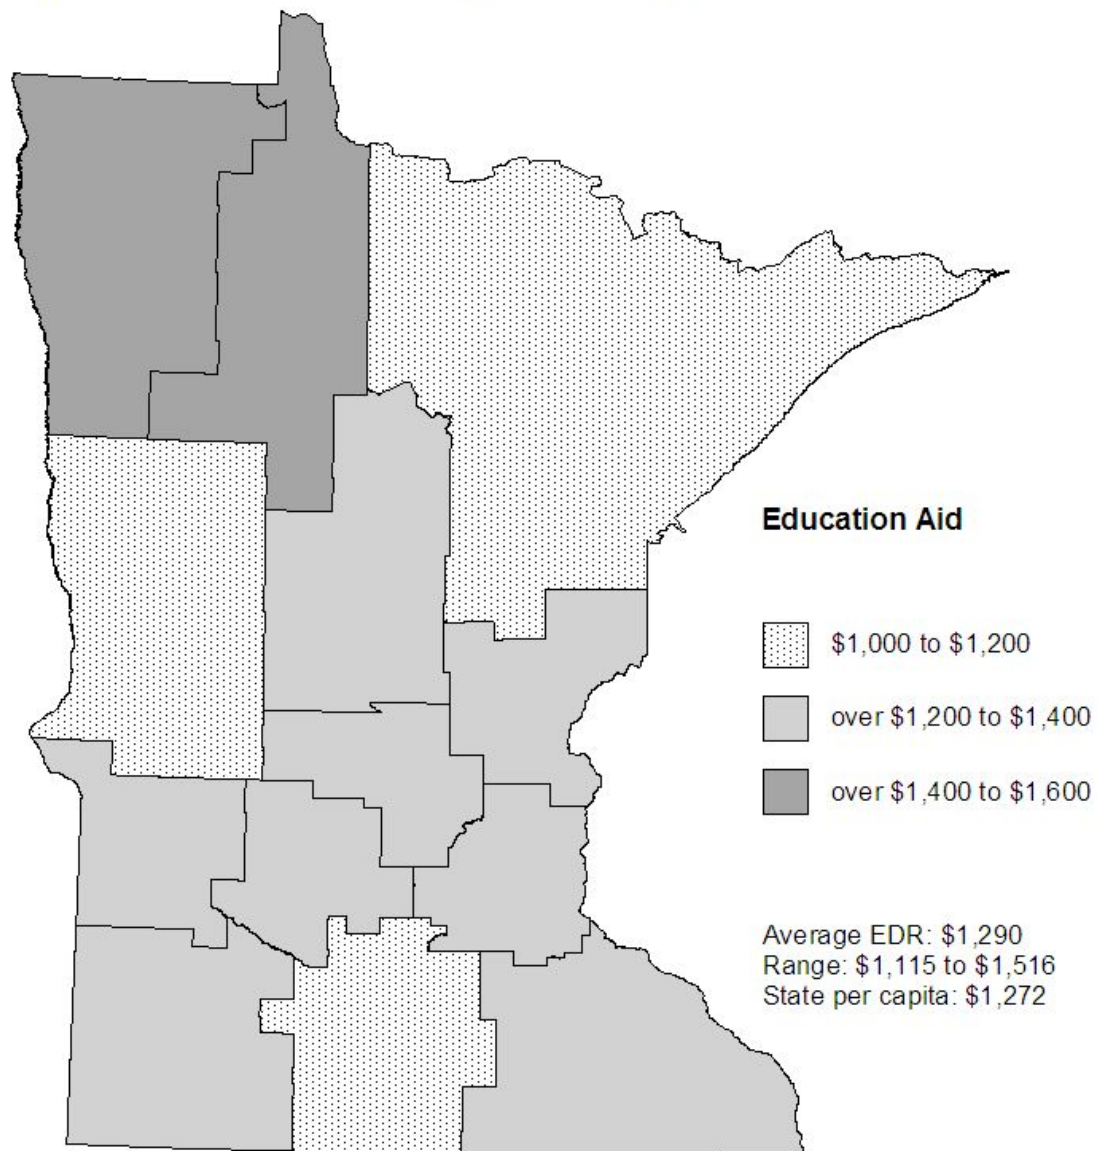 Education Aid
$1,000 to $1,200
over $1,200 to $1,400
over $1,400 to $1,600
Average EDR: $1,290
Range: $1,115 to $1,516
State per capita: $1,272